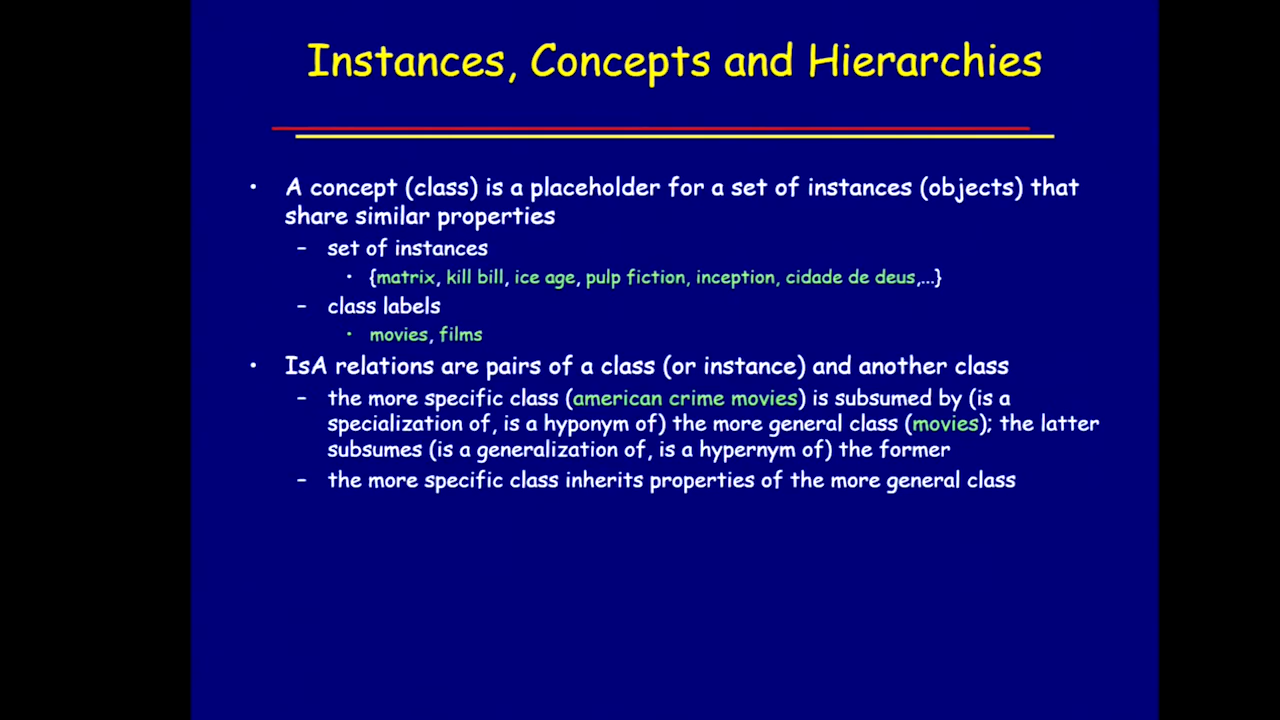 Instances, Concepts and Hierarchies
• A concept (class) is a placeholder for a set of instances (objects) that
share similar properties
– set of instances
• {matrix, kill bill, ice age, pulp fiction, inception, cidade de deus,...}
– class labels
• movies, films
• IsA relations are pairs of a class (or instance) and another class
– the more specific class (american crime movies) is subsumed by (is a
specialization of, is a hyponym of) the more general class (movies); the latter
subsumes (is a generalization of, is a hypernym of) the former
– the more specific class inherits properties of the more general class